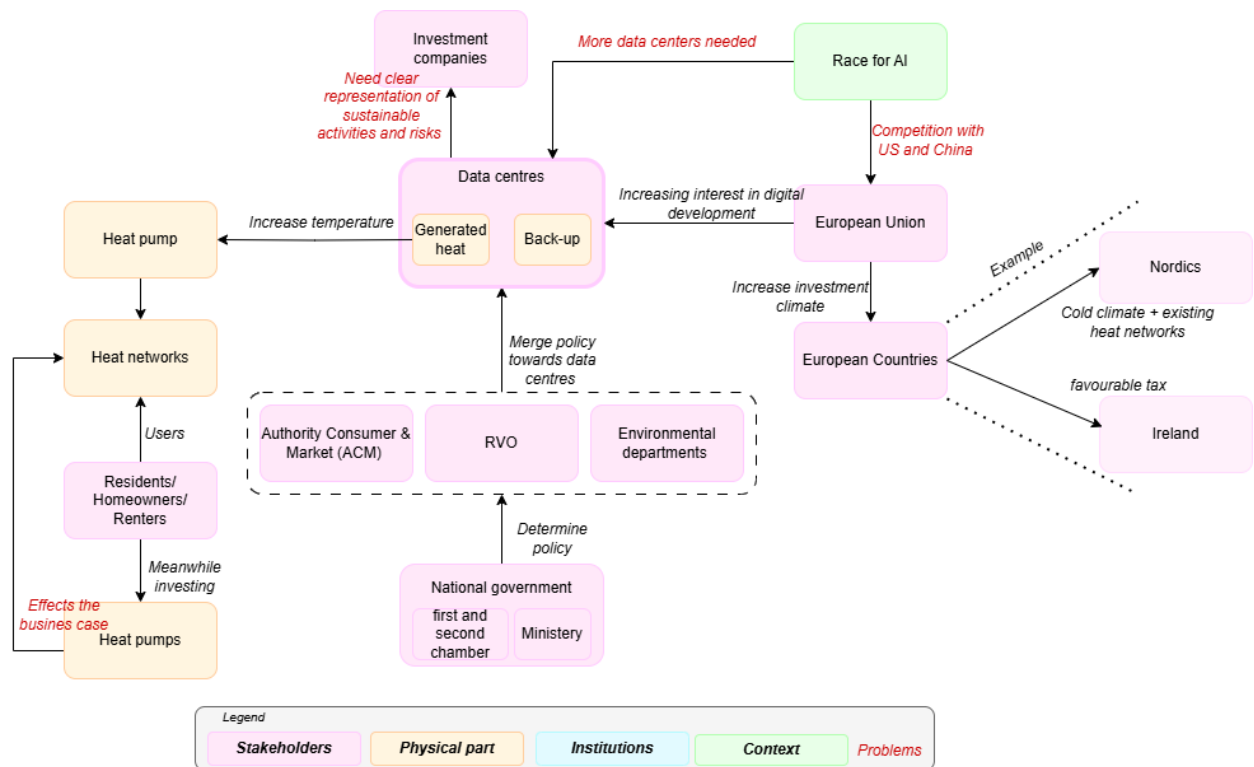 Investment
companies
More data centers needed
Race for AI
Need clear
representation of
sustainable
activities and risks
Competition with
US and China
Data centres
Generated
heat
Back-up
Increase temperature
Heat pump
Increasing interest in digital
development
European Union
Example
Nordics
Increase investment
climate
Cold climate + existing
heat networks
Heat networks
Merge policy
towards data
centres
European Countries
favourable tax
Ireland
Users
Authority Consumer &
Market (ACM)
RVO
Environmental
departments
Residents/
Homeowners/
Renters
Determine
policy
Meanwhile
investing
National government
first and
second
chamber
Ministery
Effects the
busines case
Heat pumps
Legend
Stakeholders
Physical part
Institutions
Context
Problems